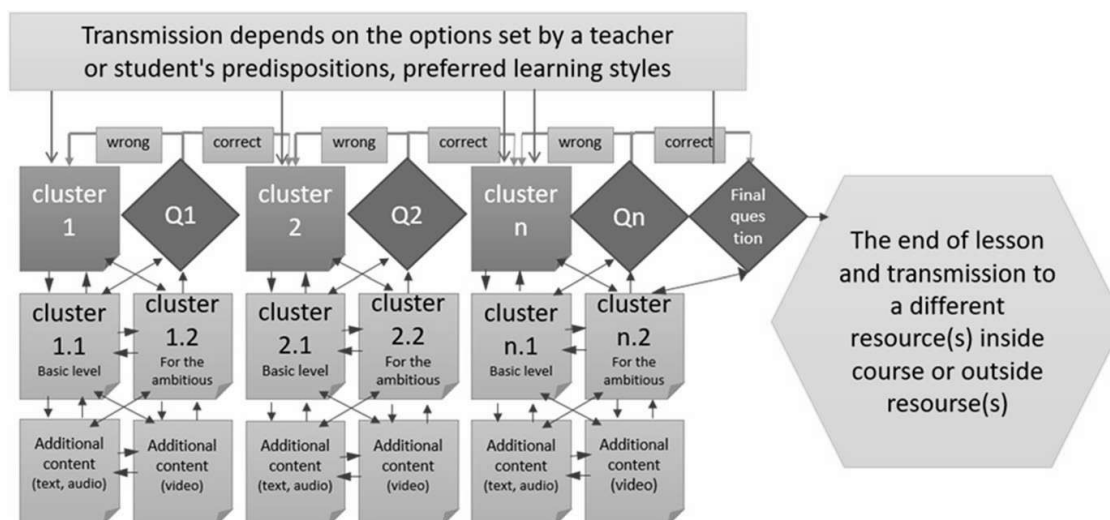 Transmission depends on the options set by a teacher
or student's predispositions, preferred learning styles
wrong
correct
wrong
correct
wrong
correct
cluster
1
Q1
cluster
2
Q2
cluster
n
Qn
Final
ques
tion
The end of lesson
and transmission to
a different
resource(s) inside
course or outside
resourse(s)
cluster
1.1
Basic level
cluster
1.2
For the
ambitious
cluster
2.1
Basic level
cluster
2.2
For the
ambitious
cluster
n.1
Basic level
cluster
n.2
For the
ambitious
Additional
content
(text, audio)
Additional
content
(video)
Additional
content
(text, audio)
Additional
content
(video)
Additional
content
(text, audio)
Additional
content
(video)